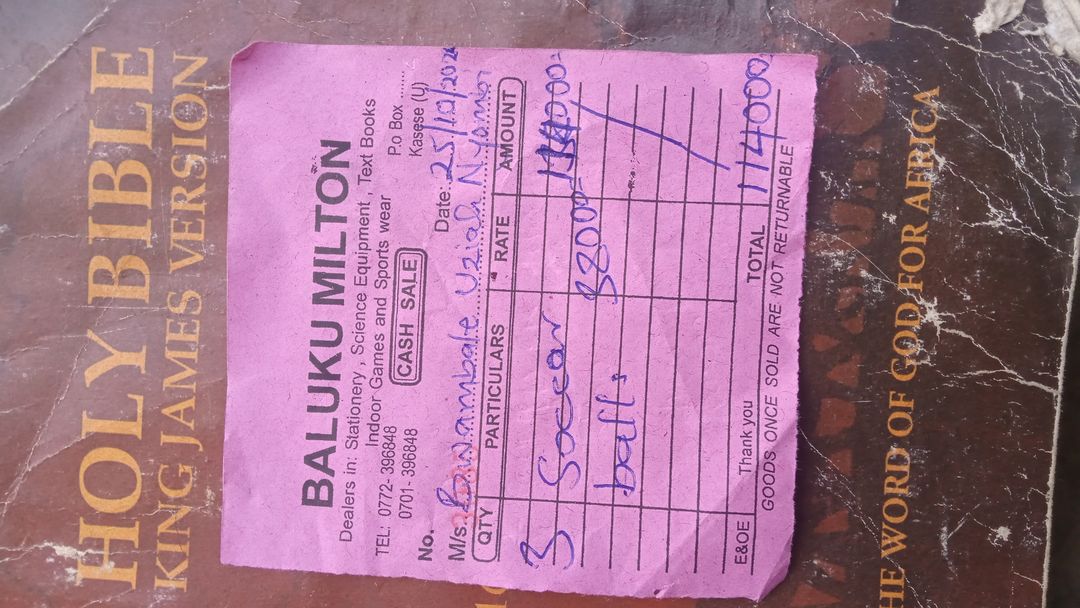 HOLY BIBLE
KING JAMES VERSION
BALUKU MILTON
Dealers in: Stationery, Science Equipment, Text Books
Indoor Games and Sports wear
TEL: 0772- 396848
0701- 396848
P.o Box ........
Kasese (U)
CASH SALE
No.
Date: 25/10/202
M/s. Uziah
QTY PARTICULARS RATE AMOUNT
3 Soccer
balls 38000= 114000=
E&OE Thank you TOTAL 114000
GOODS ONCE SOLD ARE NOT RETURNABLE
HE WORD OF GOD FOR AFRICA